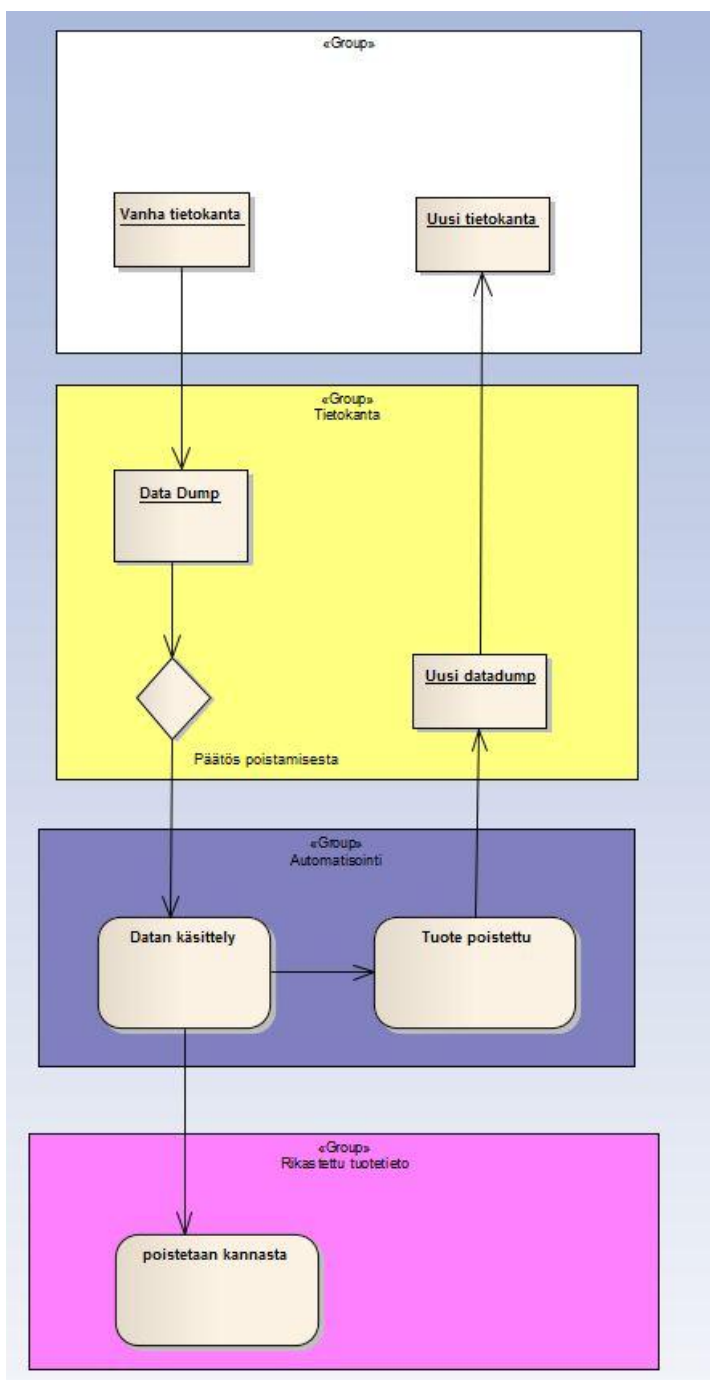 «Group»
Vanha tietokanta
Uusi tietokanta
«Group»
Tietokanta
Data Dump
Uusi datadump
Päätös poistamisesta
«Group»
Automatisointi
Datan käsittely
Tuote poistettu
«Group»
Rikastettu tuotetieto
poistetaan kannasta